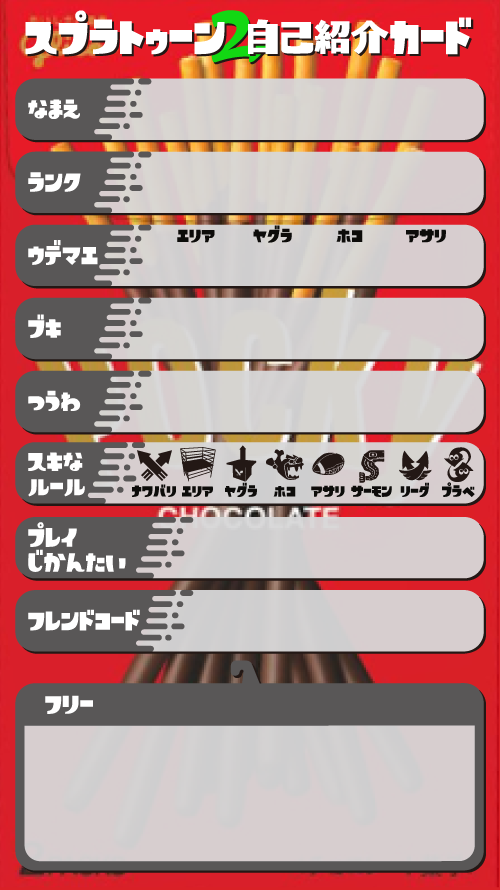 スプラトゥーン2自己紹介カード
なまえ
ランク
ウデマエ
エリア ヤグラ ホコ アサリ
ブキ
つうわ
スキな
ルール
ナワバリ エリア ヤグラ ホコ アサリ サーモン リーグ プラベ
CHOCOLATE
プレイ
じかんたい
フレンドコード
フリー